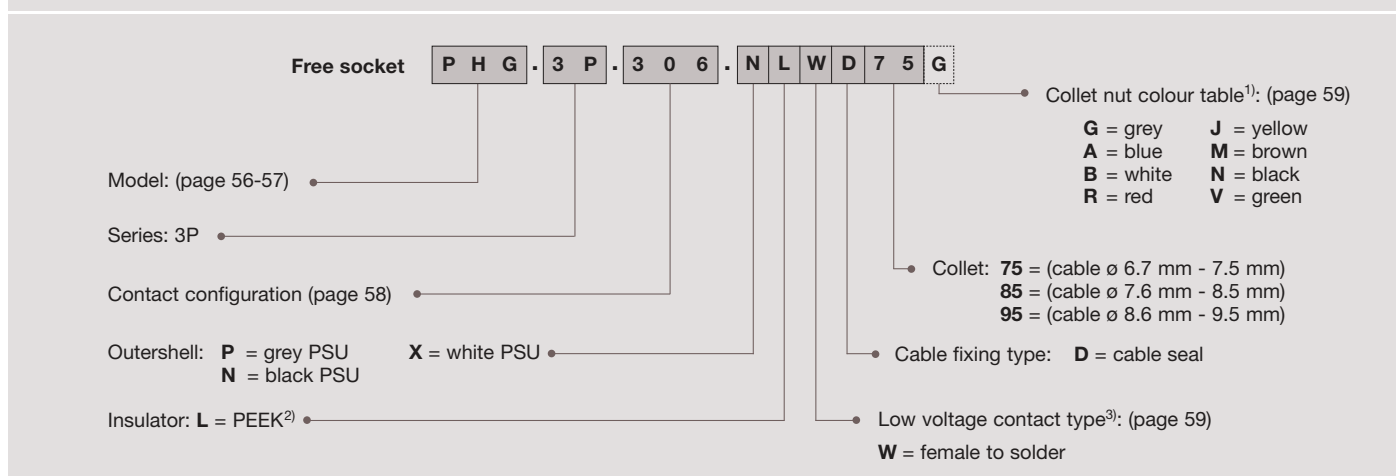 Free socket P H G . 3 P . 3 0 6 . N L W D 7 5 G
Collet nut colour table1): (page 59)
G = grey J = yellow
A = blue M = brown
B = white N = black
R = red V = green
Model: (page 56-57)
Series: 3P
Collet: 75 = (cable ø 6.7 mm - 7.5 mm)
85 = (cable ø 7.6 mm - 8.5 mm)
95 = (cable ø 8.6 mm - 9.5 mm)
Contact configuration (page 58)
Outershell: P = grey PSU X = white PSU
N = black PSU
Cable fixing type: D = cable seal
Insulator: L = PEEK2)
Low voltage contact type3): (page 59)
W = female to solder